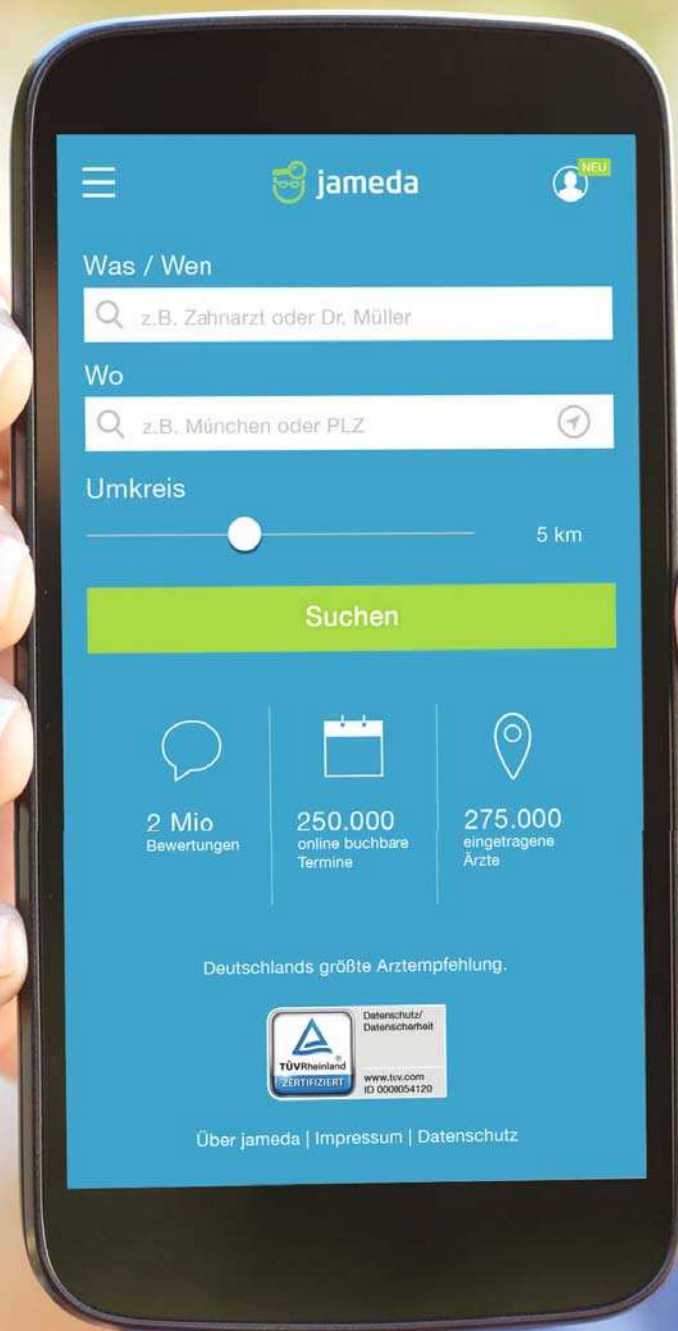 jameda
NEU
Was / Wen
z.B. Zahnarzt oder Dr. Müller
Wo
z.B. München oder PLZ
Umkreis
5 km
Suchen
2 Mio
Bewertungen
250.000
online buchbare
Termine
275.000
eingetragene
Ärzte
Deutschlands größte Arztempfehlung.
TÜVRheinland®
ZERTIFIZIERT
Datenschutz/
Datensicherheit
www.tuv.com
ID 0000054120
Über jameda | Impressum | Datenschutz